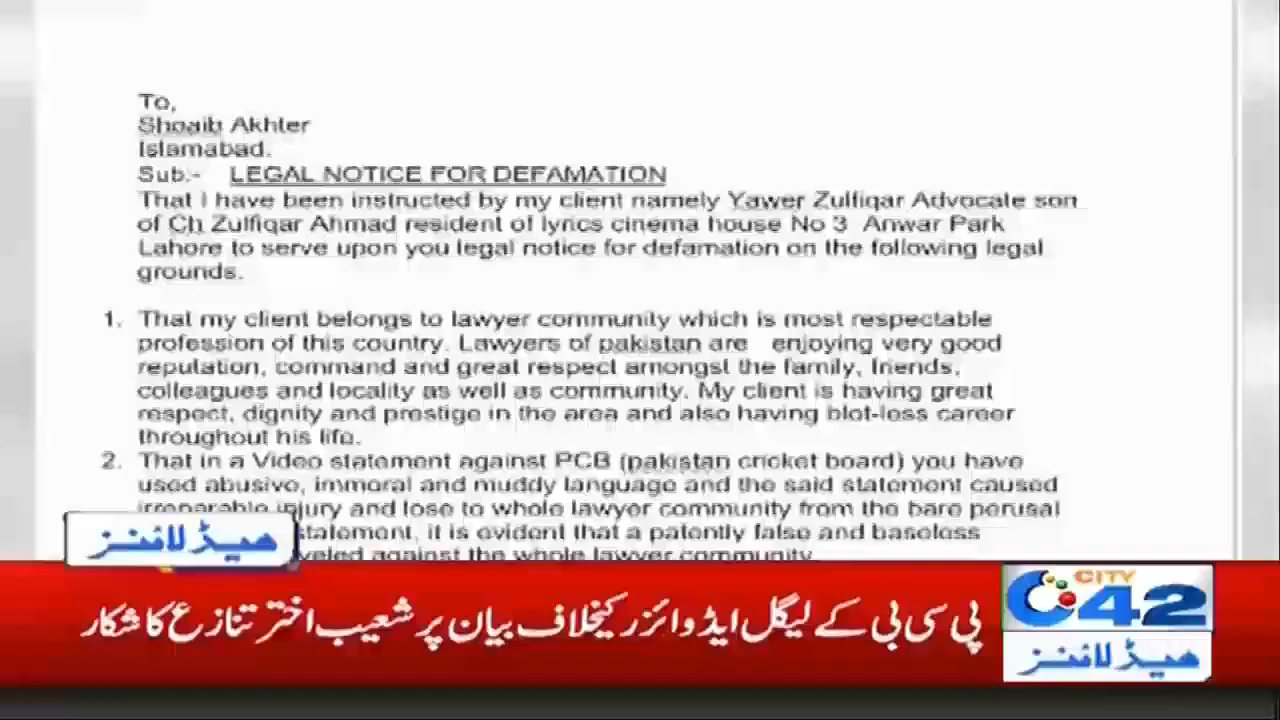 To,
Shoaib Akhter
Islamabad.
Sub:- LEGAL NOTICE FOR DEFAMATION
That I have been instructed by my client namely Yawer Zulfiqar Advocate son
of Ch Zulfiqar Ahmad resident of lyrics cinema house No 3 Anwar Park
Lahore to serve upon you legal notice for defamation on the following legal
grounds.
1. That my client belongs to lawyer community which is most respectable
profession of this country. Lawyers of pakistan are enjoying very good
reputation, command and great respect amongst the family, friends,
colleagues and locality as well as community. My client is having great
respect, dignity and prestige in the area and also having blot-less career
throughout his life.
2. That in a Video statement against PCB (pakistan cricket board) you have
used abusive, immoral and muddy language and the said statement caused
irreparable injury and lose to whole lawyer community from the bare perusal
statement, it is evident that a patently false and baseless
against the whole lawyer community
ہیڈ لائنز
پی سی بی کے لیگل ایڈوائزر کیخلاف بیان پر شعیب اختر تنازع کا شکار
CITY
42
ہیڈ لائنز